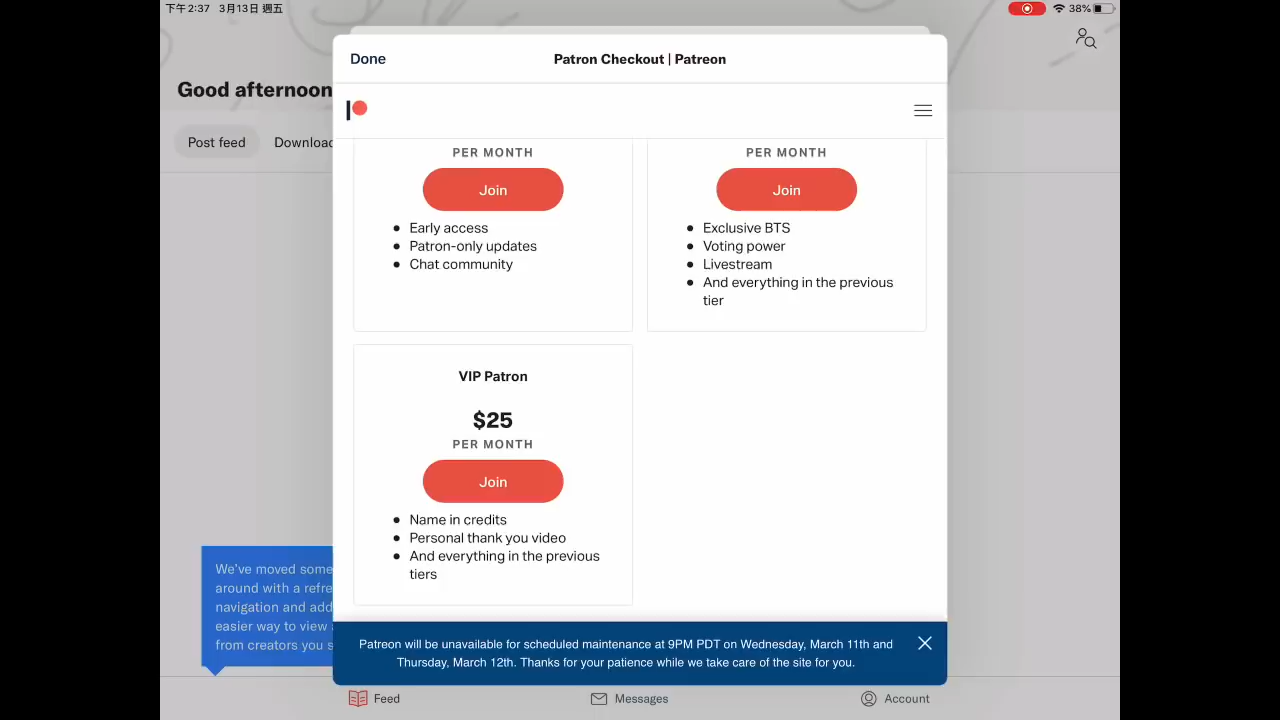 下午2:37 3月13日 週五
38%
Done
Patron Checkout | Patreon
Good afternoon
Post feed
Downloa
PER MONTH
Join
Early access
Patron-only updates
Chat community
PER MONTH
Join
Exclusive BTS
Voting power
Livestream
And everything in the previous
tier
VIP Patron
$25
PER MONTH
Join
Name in credits
Personal thank you video
And everything in the previous
tiers
We've moved some
around with a refre
navigation and add
easier way to view
from creators you s
Patreon will be unavailable for scheduled maintenance at 9PM PDT on Wednesday, March 11th and
Thursday, March 12th. Thanks for your patience while we take care of the site for you.
Feed
Messages
Account